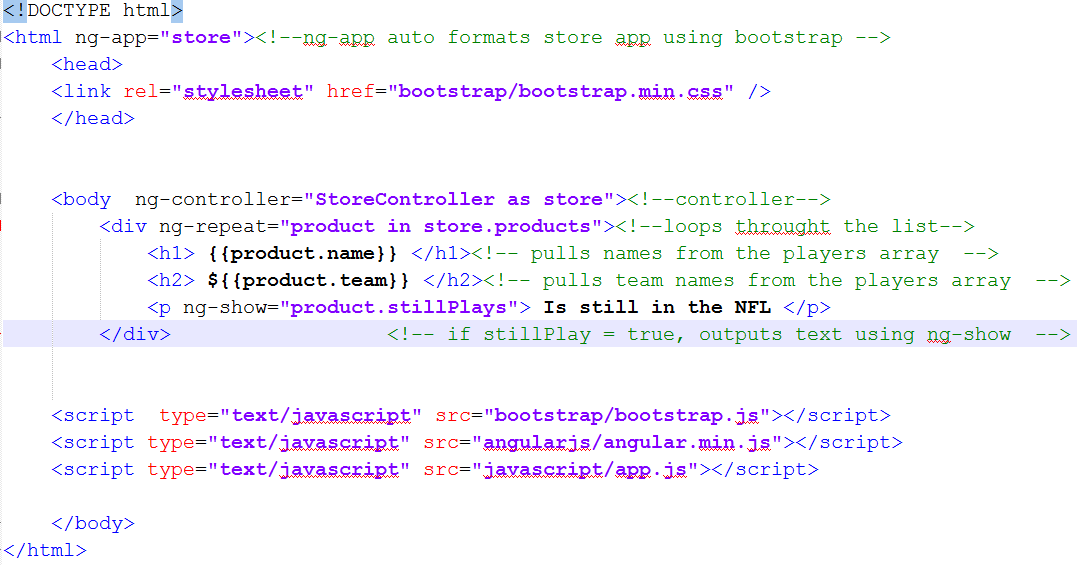 <!DOCTYPE html>
<html ng-app="store"><!--ng-app auto formats store app using bootstrap -->
<head>
<link rel="stylesheet" href="bootstrap/bootstrap.min.css" />
</head>
<body  ng-controller="StoreController as store"><!--controller-->
<div ng-repeat="product in store.products"><!--loops throught the list-->
<h1> {{product.name}} </h1><!-- pulls names from the players array  -->
<h2> ${{product.team}} </h2><!-- pulls team names from the players array  -->
<p ng-show="product.stillPlays"> Is still in the NFL </p>
</div>                  <!-- if stillPlay = true, outputs text using ng-show  -->
<script  type="text/javascript" src="bootstrap/bootstrap.js"></script>
<script type="text/javascript" src="angularjs/angular.min.js"></script>
<script type="text/javascript" src="javascript/app.js"></script>
</body>
</html>